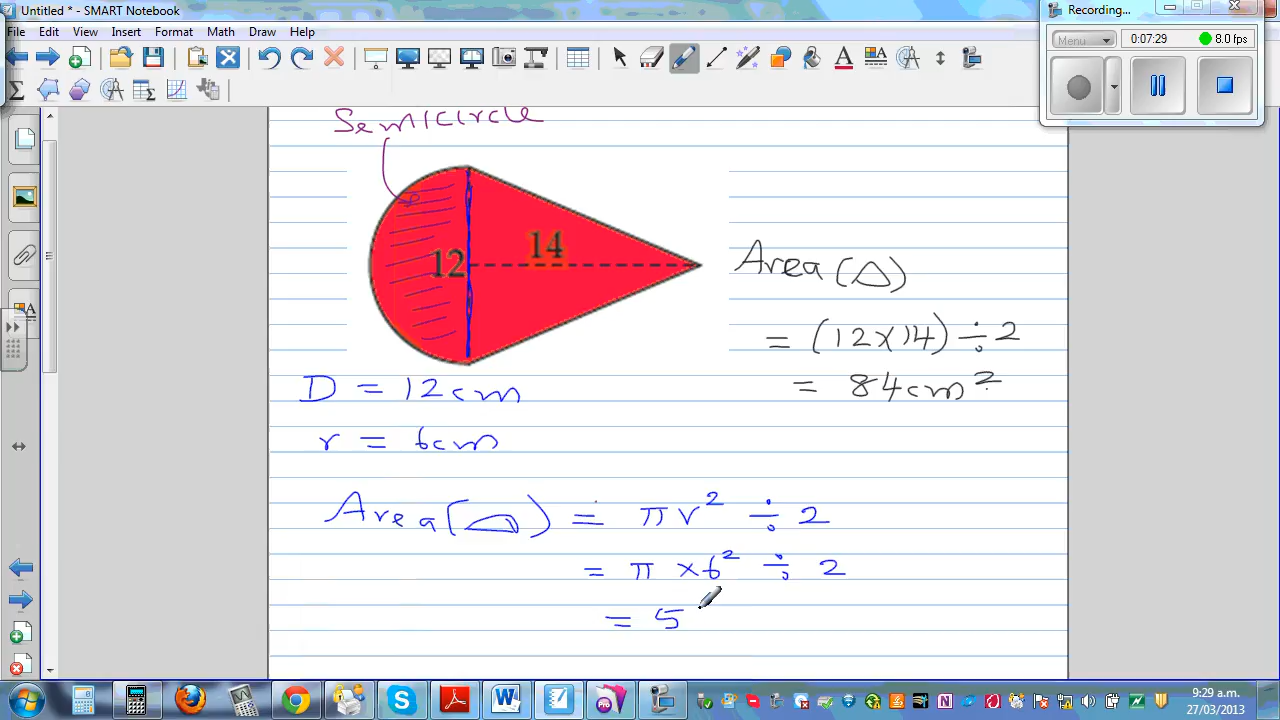 Untitled * - SMART Notebook
Recording...
File Edit View Insert Format Math Draw Help
Menu
0:07:29
8.0 fps
Semicircle
12
14
Area (△)
= (12×14) ÷ 2
= 84cm²
D = 12cm
r = 6cm
Area(⌓) = πr² ÷ 2
= π × 6² ÷ 2
= 5
9:29 a.m.
27/03/2013